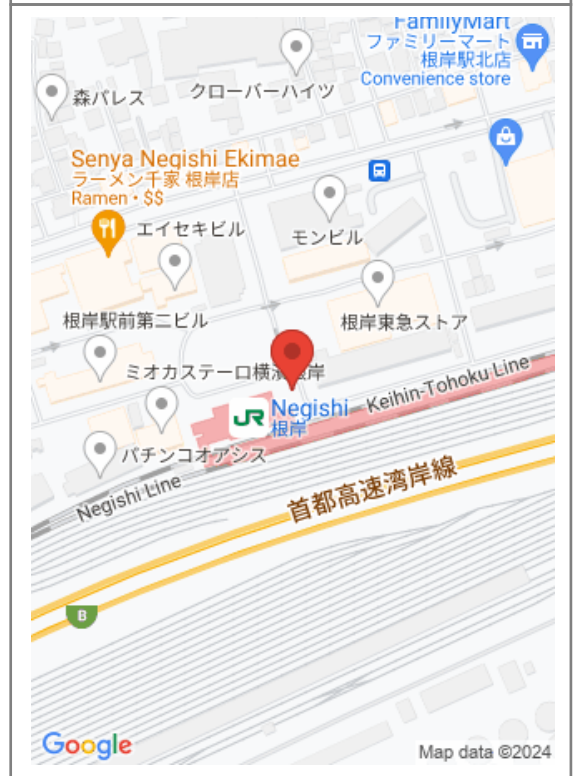 FamilyMart
ファミリーマート
根岸駅北店
Convenience store
森パレス
クローバーハイツ
Senya Negishi Ekimae
ラーメン千家 根岸店
Ramen • $$
エイセキビル
モンビル
根岸駅前第二ビル
根岸東急ストア
ミオカステーロ横濱根岸
JR
Negishi
根岸
Keihin-Tohoku Line
パチンコオアシス
Negishi Line
首都高速湾岸線
B
Google
Map data ©2024